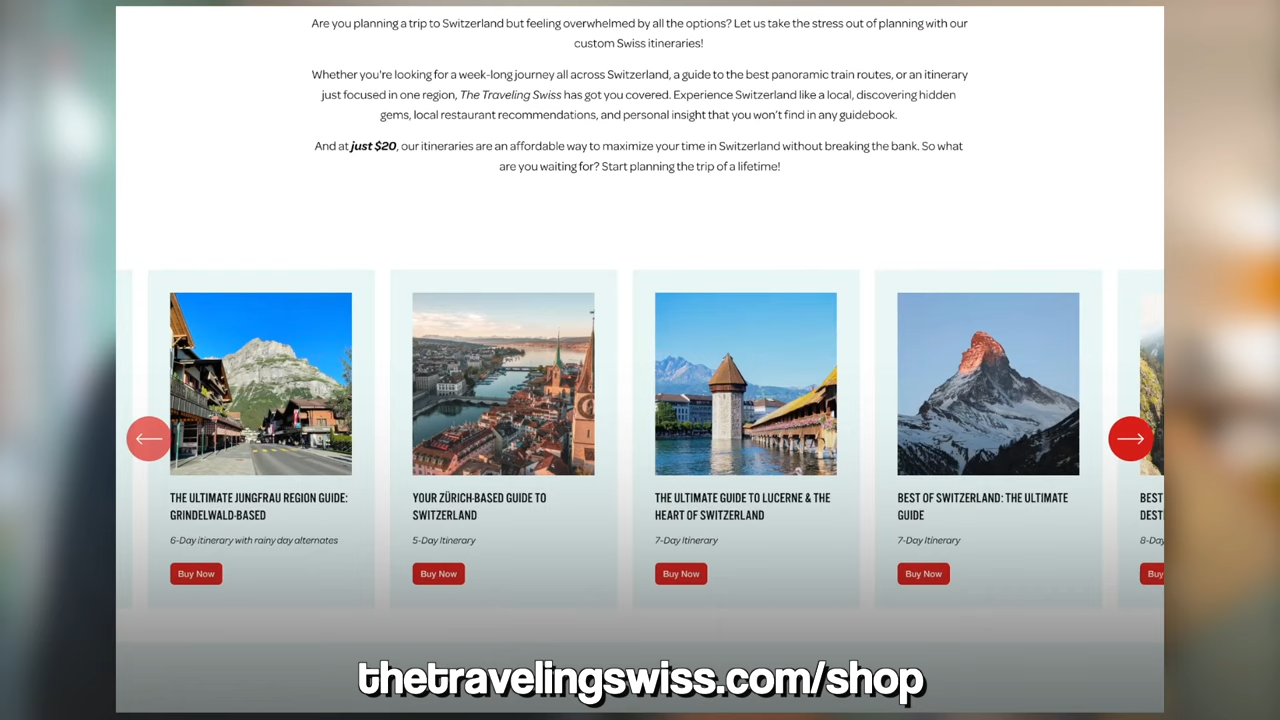 Are you planning a trip to Switzerland but feeling overwhelmed by all the options? Let us take the stress out of planning with our
custom Swiss itineraries!
Whether you're looking for a week-long journey all across Switzerland, a guide to the best panoramic train routes, or an itinerary
just focused in one region, The Traveling Swiss has got you covered. Experience Switzerland like a local, discovering hidden
gems, local restaurant recommendations, and personal insight that you won't find in any guidebook.
And at just $20, our itineraries are an affordable way to maximize your time in Switzerland without breaking the bank. So what
are you waiting for? Start planning the trip of a lifetime!
THE ULTIMATE JUNGFRAU REGION GUIDE:
GRINDELWALD-BASED
6-Day itinerary with rainy day alternates
Buy Now
YOUR ZÜRICH-BASED GUIDE TO
SWITZERLAND
5-Day Itinerary
Buy Now
THE ULTIMATE GUIDE TO LUCERNE & THE
HEART OF SWITZERLAND
7-Day Itinerary
Buy Now
BEST OF SWITZERLAND: THE ULTIMATE
GUIDE
7-Day Itinerary
Buy Now
BEST
DEST
8-Day
Buy
thetravelingswiss.com/shop